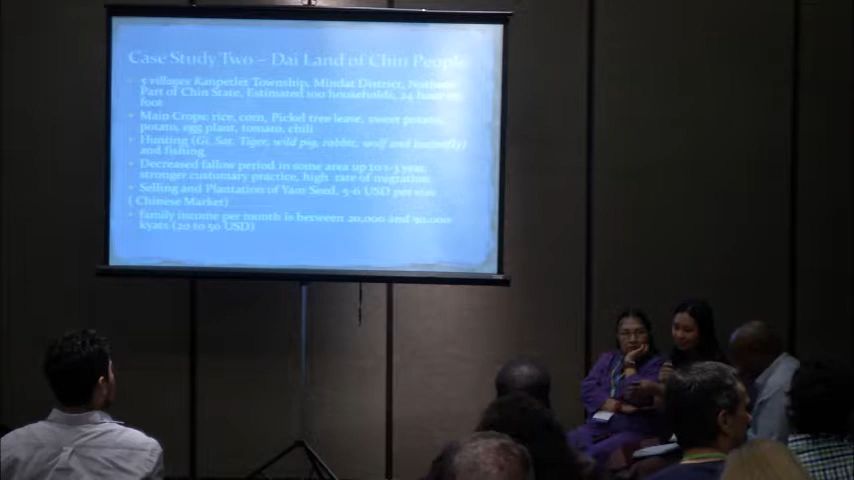 Case Study Two – Dai Land of Chin People
5 villages Kanpetlet Township, Mindat District, Northern
Part of Chin State, Estimated 100 households, 24 hour on
foot
Main Crops: rice, corn, Pickel tree leave, sweet potato,
potato, egg plant, tomato, chili
Hunting (Gi, Sat, Tiger, wild pig, rabbit, wolf and butterfly)
and fishing
Decreased fallow period in some area up to 1-3 year,
stronger customary practice, high rate of migration
Selling and Plantation of Yam Seed, 5-6 USD per
( Chinese Market)
family income per month is between 20,000 and 50,000
kyats (20 to 50 USD)